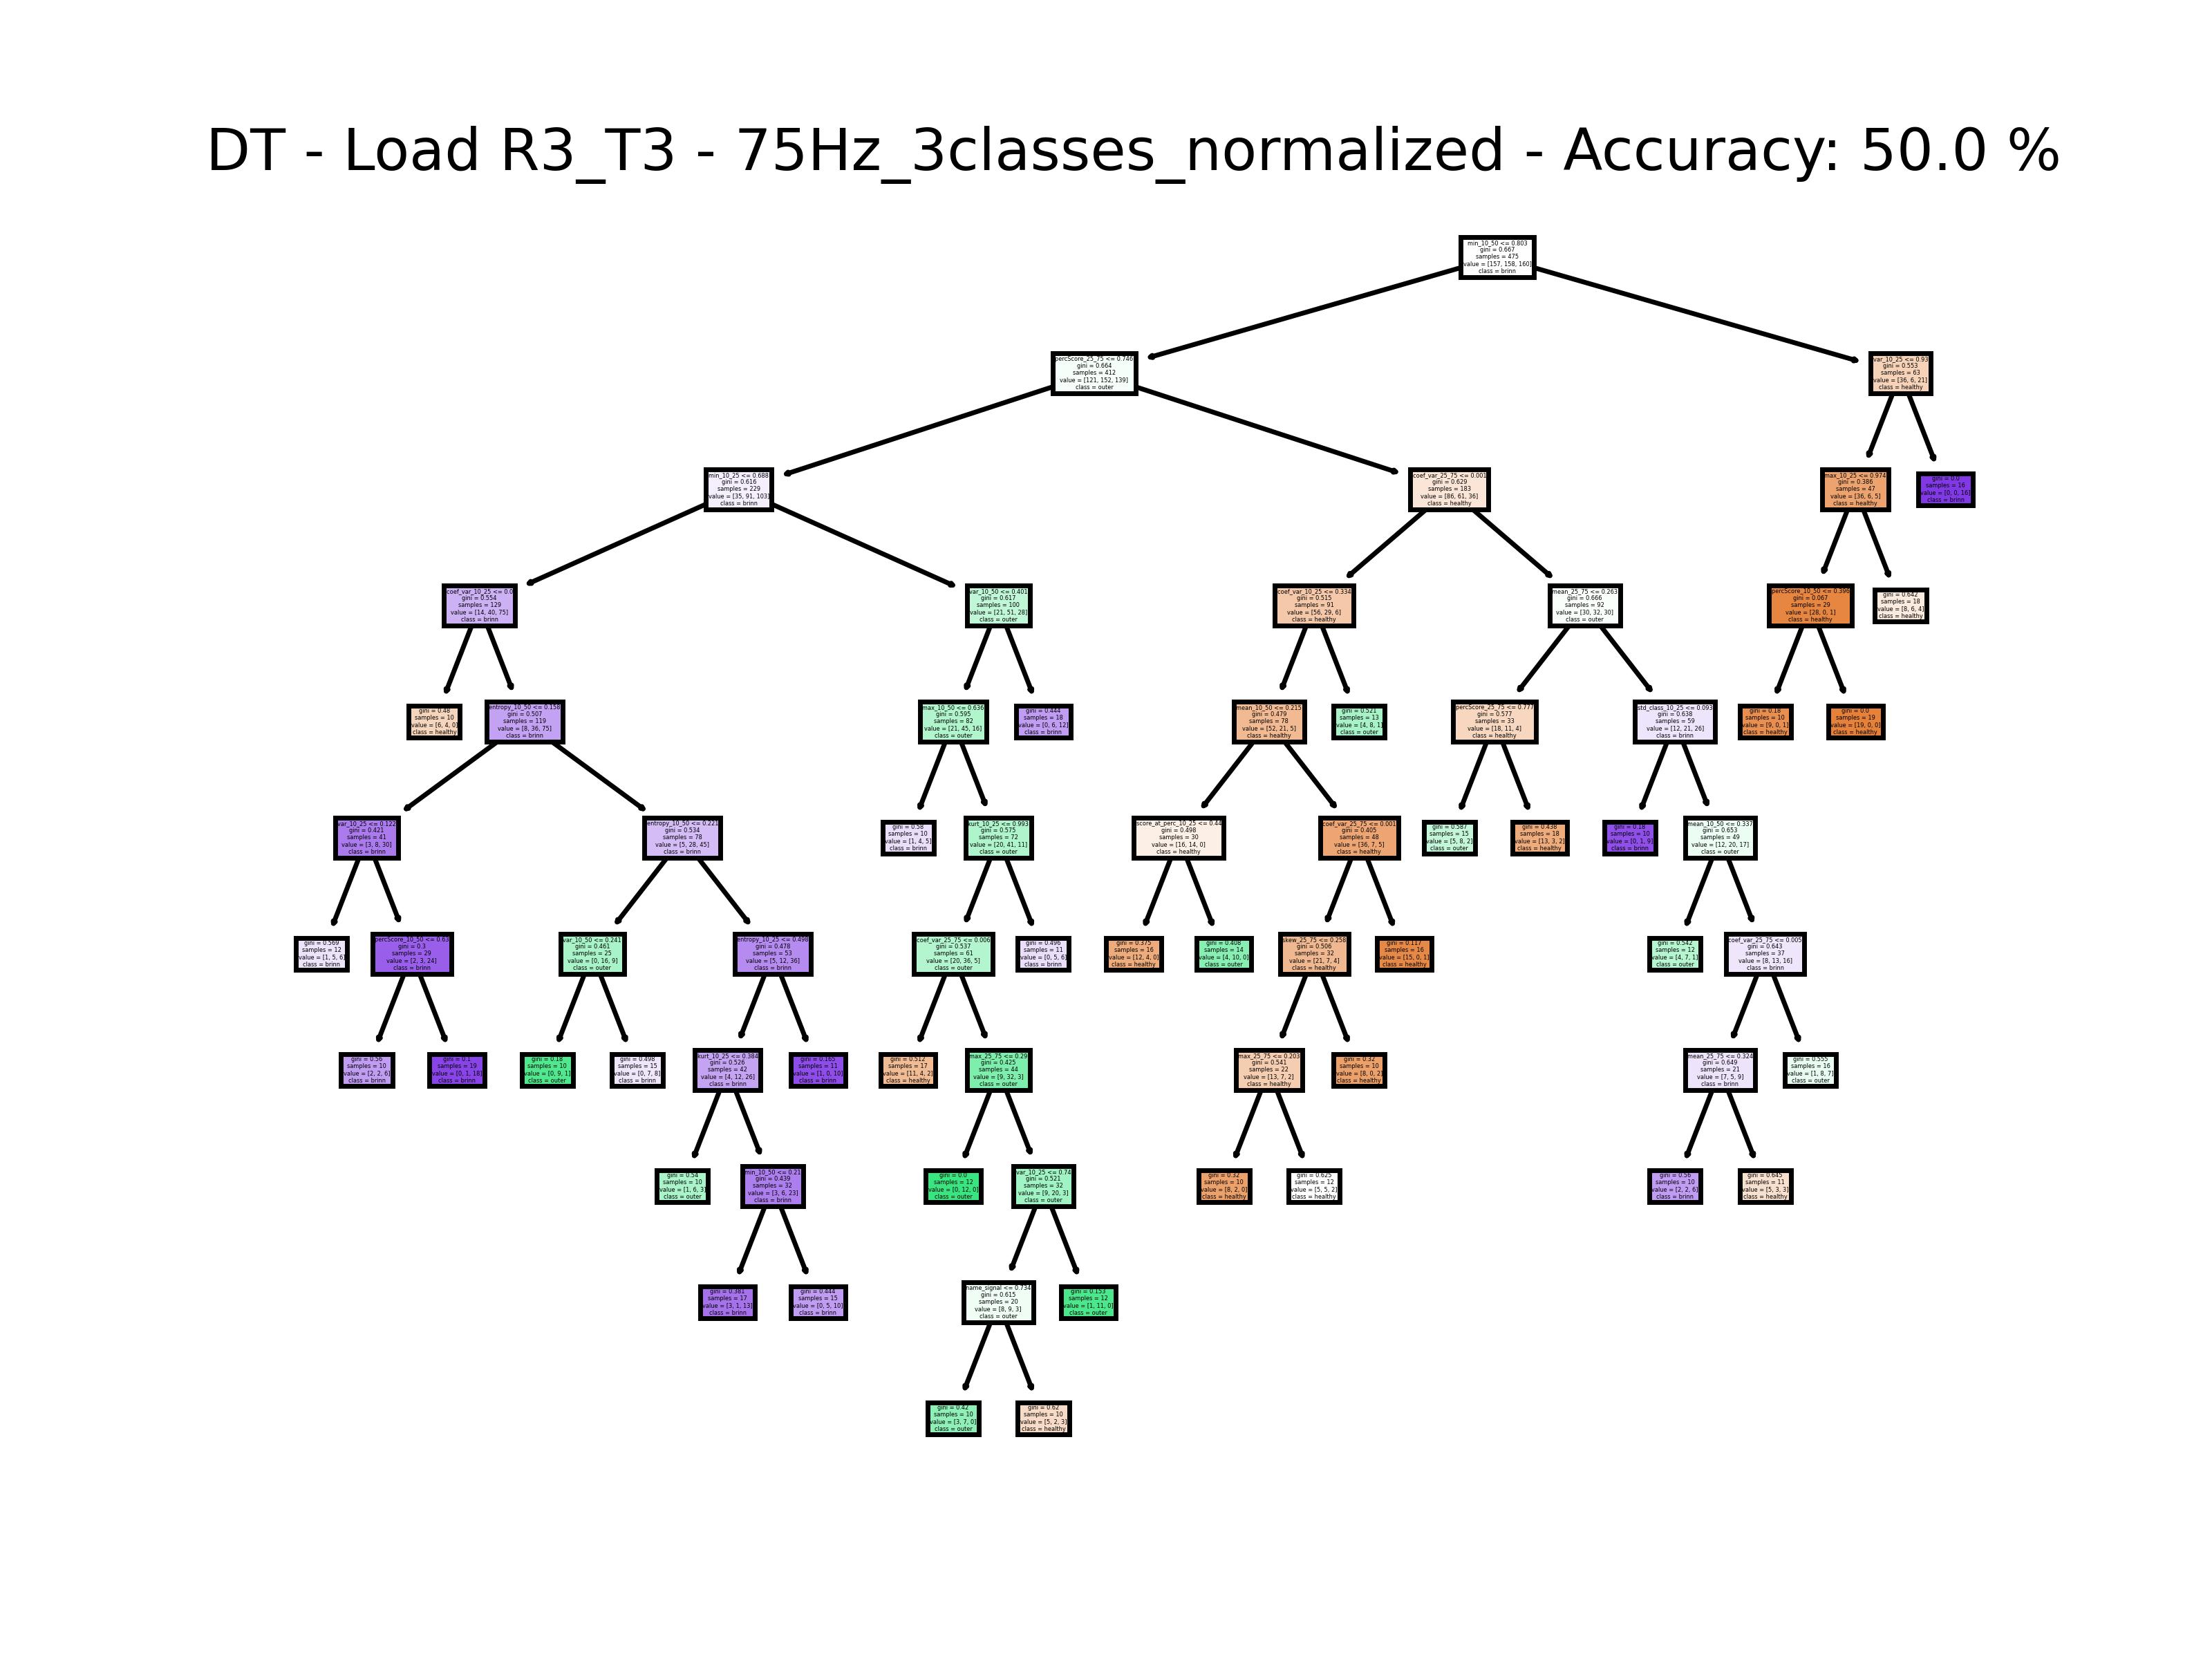 DT - Load R3_T3 - 75Hz_3classes_normalized - Accuracy: 50.0 %
min_10_50 <= 0.803
gini = 0.667
samples = 475
value = [157, 158, 160]
class = brinn
percScore_25_75 <= 0.746
gini = 0.664
samples = 412
value = [121, 152, 139]
class = outer
var_10_25 <= 0.93
gini = 0.553
samples = 63
value = [36, 6, 21]
class = healthy
min_10_25 <= 0.688
gini = 0.616
samples = 229
value = [35, 91, 103]
class = brinn
coef_var_25_75 <= 0.001
gini = 0.629
samples = 183
value = [86, 61, 36]
class = healthy
max_10_25 <= 0.974
gini = 0.386
samples = 47
value = [36, 6, 5]
class = healthy
gini = 0.0
samples = 16
value = [0, 0, 16]
class = brinn
coef_var_10_25 <= 0.0
gini = 0.554
samples = 129
value = [14, 40, 75]
class = brinn
var_10_50 <= 0.401
gini = 0.617
samples = 100
value = [21, 51, 28]
class = outer
coef_var_10_25 <= 0.334
gini = 0.515
samples = 91
value = [56, 29, 6]
class = healthy
mean_25_75 <= 0.263
gini = 0.666
samples = 92
value = [30, 32, 30]
class = outer
percScore_10_50 <= 0.396
gini = 0.067
samples = 29
value = [28, 0, 1]
class = healthy
gini = 0.642
samples = 18
value = [8, 6, 4]
class = healthy
gini = 0.48
samples = 10
value = [6, 4, 0]
class = healthy
entropy_10_50 <= 0.158
gini = 0.507
samples = 119
value = [8, 36, 75]
class = brinn
max_10_50 <= 0.636
gini = 0.595
samples = 82
value = [21, 45, 16]
class = outer
gini = 0.444
samples = 18
value = [0, 6, 12]
class = brinn
mean_10_50 <= 0.215
gini = 0.479
samples = 78
value = [52, 21, 5]
class = healthy
gini = 0.521
samples = 13
value = [4, 8, 1]
class = outer
percScore_25_75 <= 0.777
gini = 0.577
samples = 33
value = [18, 11, 4]
class = healthy
std_class_10_25 <= 0.093
gini = 0.638
samples = 59
value = [12, 21, 26]
class = brinn
gini = 0.18
samples = 10
value = [9, 0, 1]
class = healthy
gini = 0.0
samples = 19
value = [19, 0, 0]
class = healthy
var_10_25 <= 0.122
gini = 0.421
samples = 41
value = [3, 8, 30]
class = brinn
entropy_10_50 <= 0.221
gini = 0.534
samples = 78
value = [5, 28, 45]
class = brinn
gini = 0.58
samples = 10
value = [1, 4, 5]
class = brinn
kurt_10_25 <= 0.993
gini = 0.575
samples = 72
value = [20, 41, 11]
class = outer
score_at_perc_10_25 <= 0.44
gini = 0.498
samples = 30
value = [16, 14, 0]
class = healthy
coef_var_25_75 <= 0.001
gini = 0.405
samples = 48
value = [36, 7, 5]
class = healthy
gini = 0.587
samples = 15
value = [5, 8, 2]
class = outer
gini = 0.438
samples = 18
value = [13, 3, 2]
class = healthy
gini = 0.18
samples = 10
value = [0, 1, 9]
class = brinn
mean_10_50 <= 0.337
gini = 0.653
samples = 49
value = [12, 20, 17]
class = outer
gini = 0.569
samples = 12
value = [1, 5, 6]
class = brinn
percScore_10_50 <= 0.63
gini = 0.3
samples = 29
value = [2, 3, 24]
class = brinn
var_10_50 <= 0.241
gini = 0.461
samples = 25
value = [0, 16, 9]
class = outer
entropy_10_25 <= 0.498
gini = 0.478
samples = 53
value = [5, 12, 36]
class = brinn
coef_var_25_75 <= 0.006
gini = 0.537
samples = 61
value = [20, 36, 5]
class = outer
gini = 0.496
samples = 11
value = [0, 5, 6]
class = brinn
gini = 0.375
samples = 16
value = [12, 4, 0]
class = healthy
gini = 0.408
samples = 14
value = [4, 10, 0]
class = outer
skew_25_75 <= 0.258
gini = 0.506
samples = 32
value = [21, 7, 4]
class = healthy
gini = 0.117
samples = 16
value = [15, 0, 1]
class = healthy
gini = 0.542
samples = 12
value = [4, 7, 1]
class = outer
coef_var_25_75 <= 0.005
gini = 0.643
samples = 37
value = [8, 13, 16]
class = brinn
gini = 0.56
samples = 10
value = [2, 2, 6]
class = brinn
gini = 0.1
samples = 19
value = [0, 1, 18]
class = brinn
gini = 0.18
samples = 10
value = [0, 9, 1]
class = outer
gini = 0.498
samples = 15
value = [0, 7, 8]
class = brinn
kurt_10_25 <= 0.384
gini = 0.526
samples = 42
value = [4, 12, 26]
class = brinn
gini = 0.165
samples = 11
value = [1, 0, 10]
class = brinn
gini = 0.512
samples = 17
value = [11, 4, 2]
class = healthy
max_25_75 <= 0.29
gini = 0.425
samples = 44
value = [9, 32, 3]
class = outer
max_25_75 <= 0.203
gini = 0.541
samples = 22
value = [13, 7, 2]
class = healthy
gini = 0.32
samples = 10
value = [8, 0, 2]
class = healthy
mean_25_75 <= 0.324
gini = 0.649
samples = 21
value = [7, 5, 9]
class = brinn
gini = 0.555
samples = 16
value = [1, 8, 7]
class = outer
gini = 0.54
samples = 10
value = [1, 6, 3]
class = outer
min_10_50 <= 0.21
gini = 0.439
samples = 32
value = [3, 6, 23]
class = brinn
gini = 0.0
samples = 12
value = [0, 12, 0]
class = outer
var_10_25 <= 0.74
gini = 0.521
samples = 32
value = [9, 20, 3]
class = outer
gini = 0.32
samples = 10
value = [8, 2, 0]
class = healthy
gini = 0.625
samples = 12
value = [5, 5, 2]
class = healthy
gini = 0.56
samples = 10
value = [2, 2, 6]
class = brinn
gini = 0.645
samples = 11
value = [5, 3, 3]
class = healthy
gini = 0.381
samples = 17
value = [3, 1, 13]
class = brinn
gini = 0.444
samples = 15
value = [0, 5, 10]
class = brinn
name_signal <= 0.734
gini = 0.615
samples = 20
value = [8, 9, 3]
class = outer
gini = 0.153
samples = 12
value = [1, 11, 0]
class = outer
gini = 0.42
samples = 10
value = [3, 7, 0]
class = outer
gini = 0.62
samples = 10
value = [5, 2, 3]
class = healthy